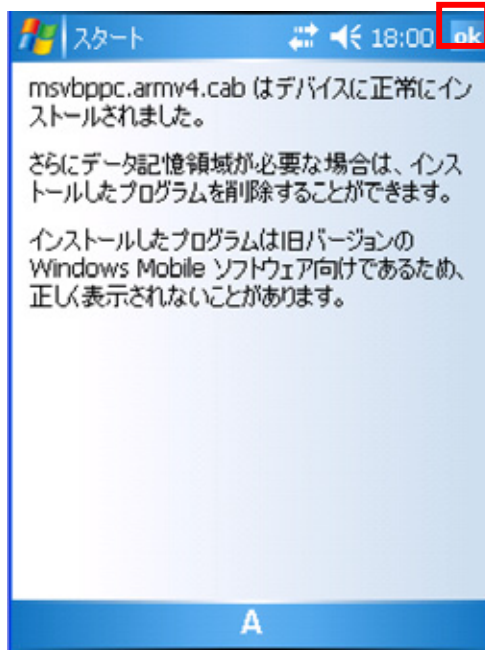 スタート 18:00 ok
msvbppc.armv4.cab はデバイスに正常にイン
ストールされました。
さらにデータ記憶領域が必要な場合は、インス
トールしたプログラムを削除することができます。
インストールしたプログラムは旧バージョンの
Windows Mobile ソフトウェア向けであるため、
正しく表示されないことがあります。
A